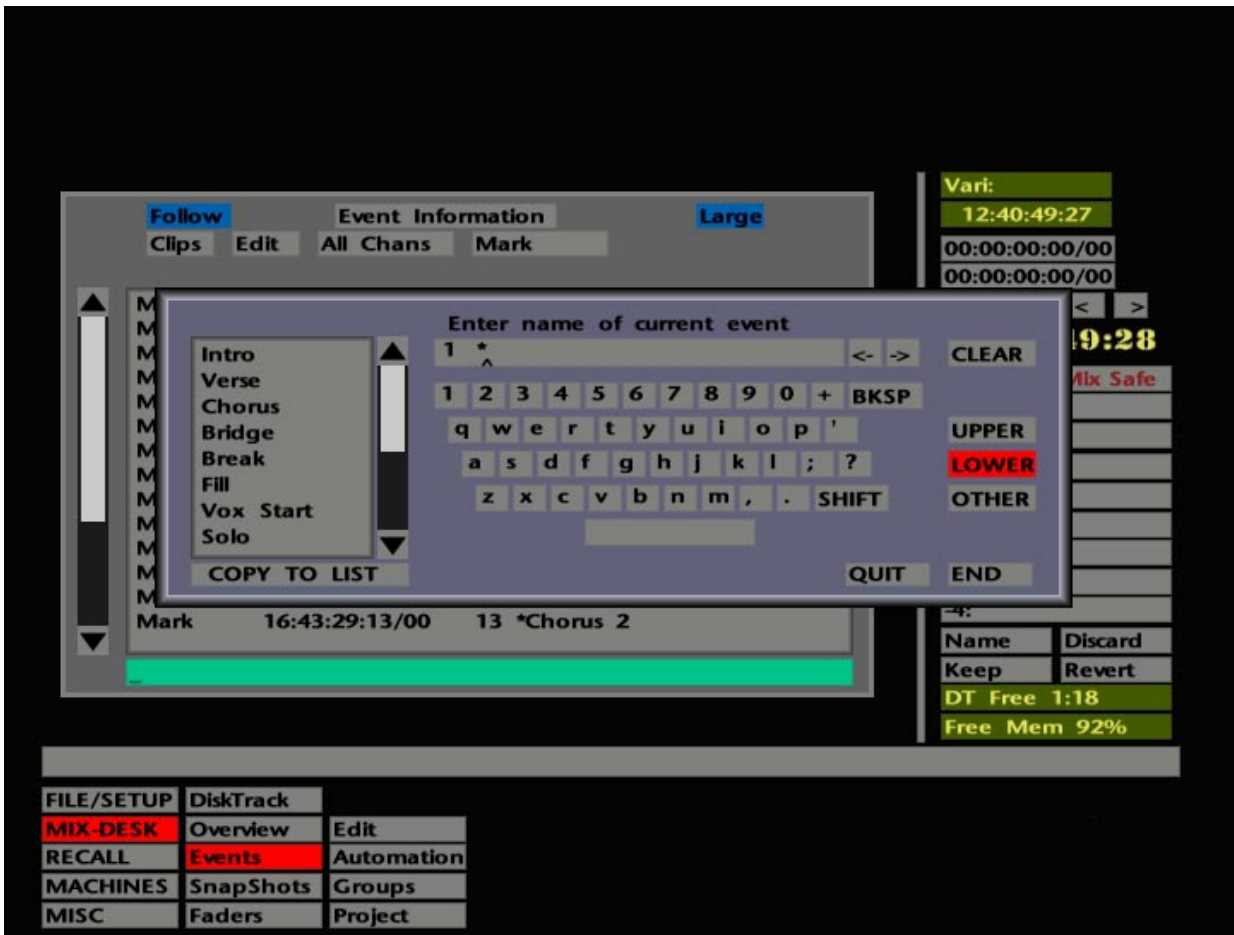 Vari:
12:40:49:27
Follow Event Information Large
Clips Edit All Chans Mark
00:00:00:00/00
00:00:00:00/00
< >
9:28
Mix Safe
M
M
M
M
M
M
M
M
M
M
M
M
M
Enter name of current event
1 * <- -> CLEAR
^
Intro
Verse
Chorus
Bridge
Break
Fill
Vox Start
Solo
COPY TO LIST
1 2 3 4 5 6 7 8 9 0 + BKSP
q w e r t y u i o p ' UPPER
a s d f g h j k l ; ? LOWER
z x c v b n m , . SHIFT OTHER
QUIT END
Mark 16:43:29:13/00 13 *Chorus 2
_
-4:
Name Discard
Keep Revert
DT Free 1:18
Free Mem 92%
FILE/SETUP DiskTrack
MIX-DESK Overview Edit
RECALL Events Automation
MACHINES SnapShots Groups
MISC Faders Project